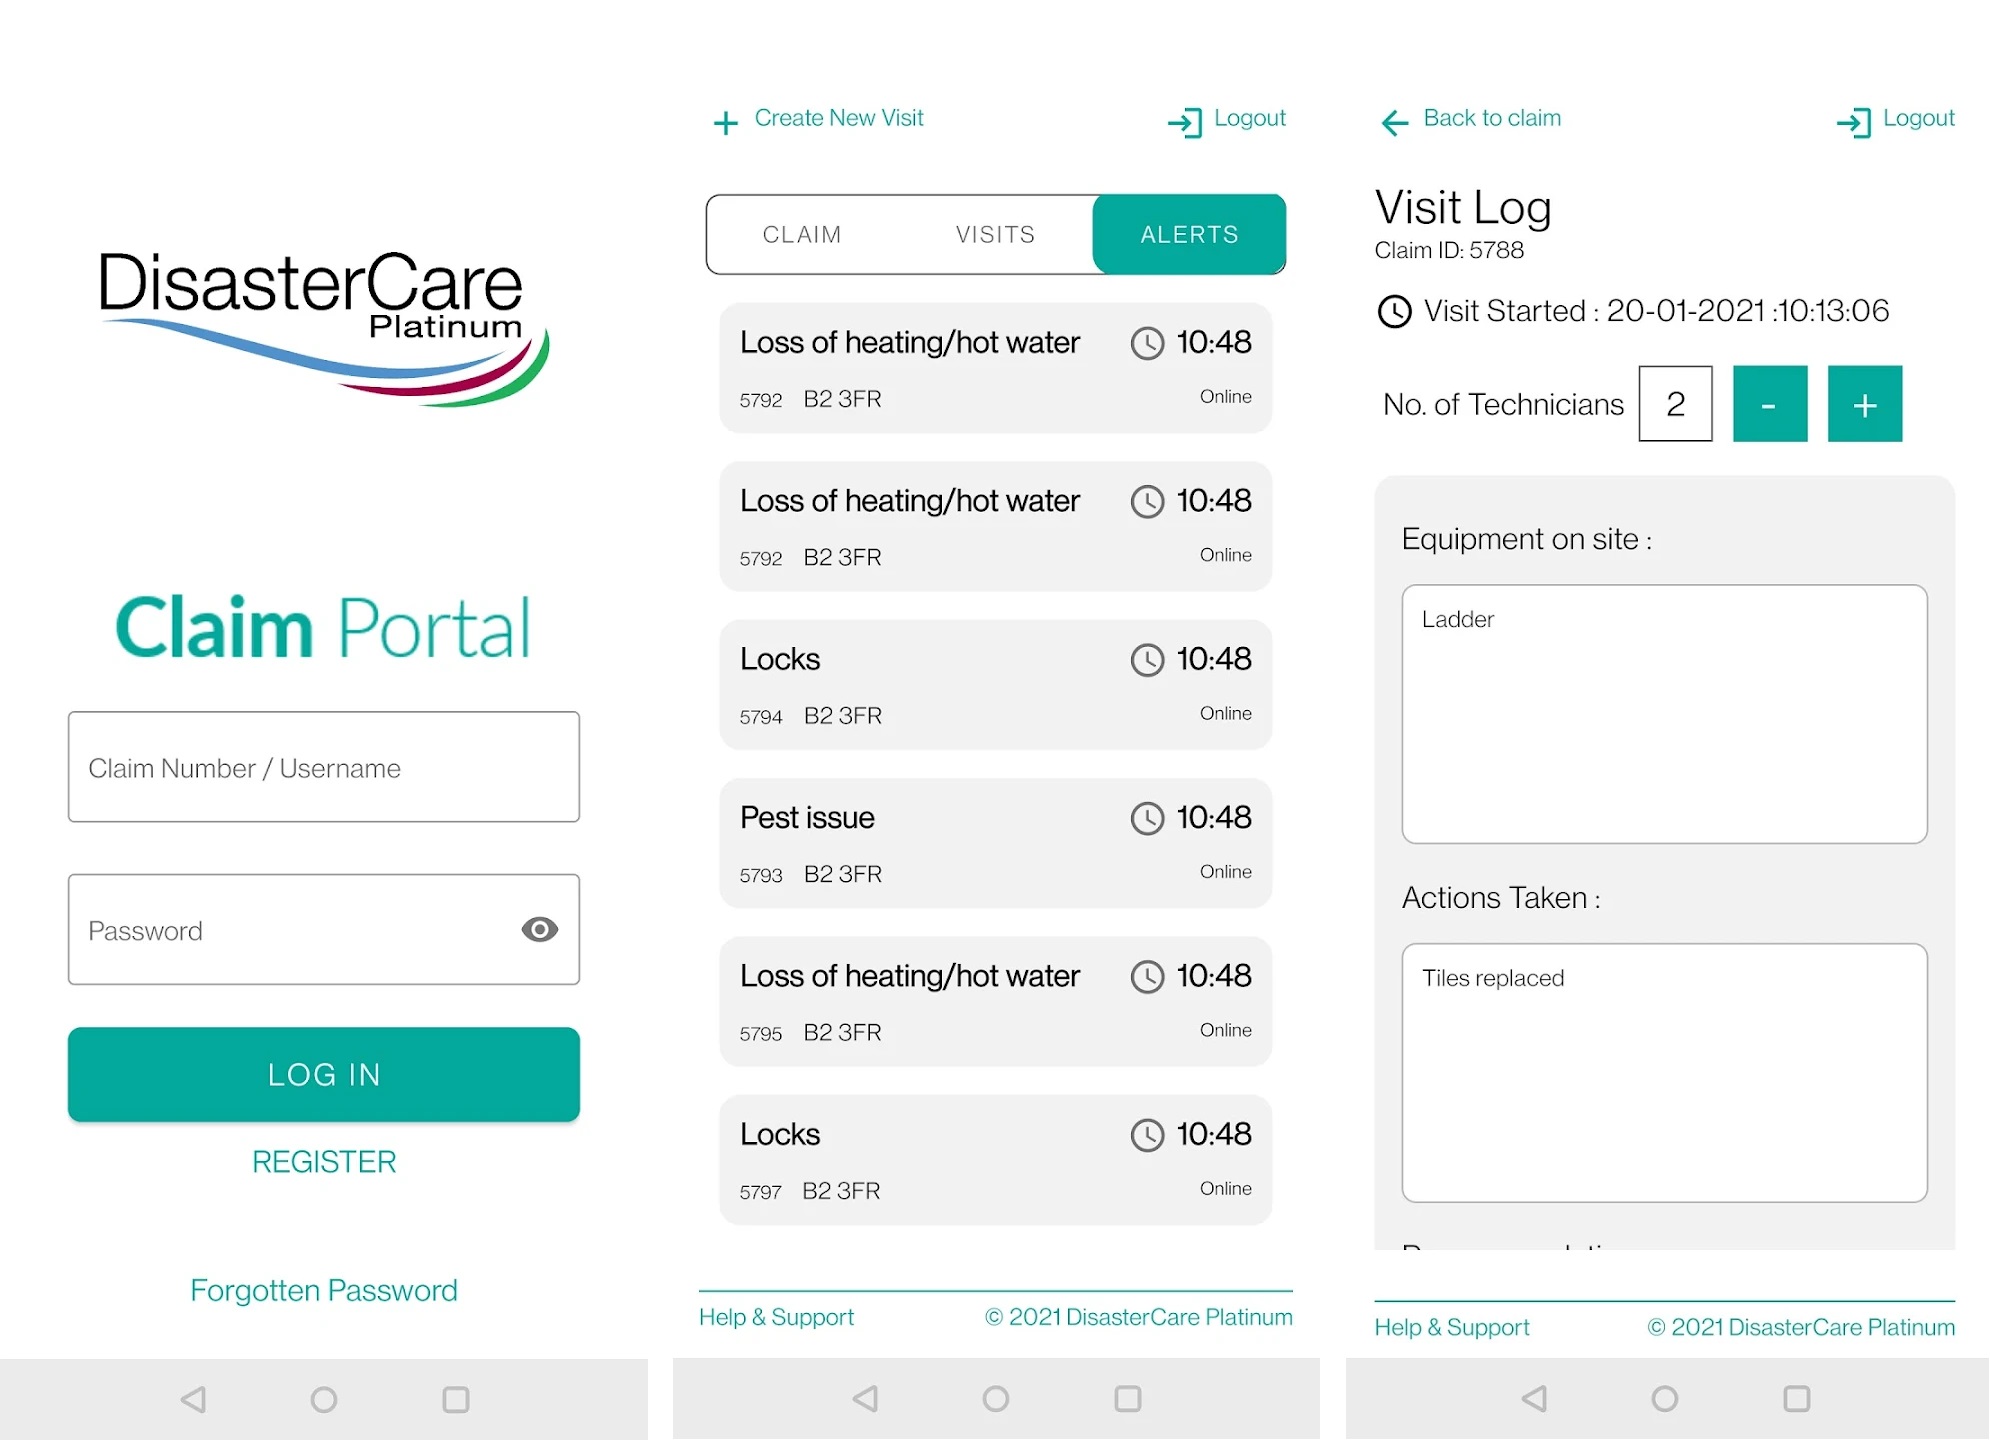 DisasterCare
Platinum
Claim Portal
Claim Number / Username
Password
LOG IN
REGISTER
Forgotten Password
Create New Visit
Logout
CLAIM
VISITS
ALERTS
Loss of heating/hot water
10:48
5792 B2 3FR
Online
Loss of heating/hot water
10:48
5792 B2 3FR
Online
Locks
10:48
5794 B2 3FR
Online
Pest issue
10:48
5793 B2 3FR
Online
Loss of heating/hot water
10:48
5795 B2 3FR
Online
Locks
10:48
5797 B2 3FR
Online
Help & Support
© 2021 DisasterCare Platinum
Back to claim
Logout
Visit Log
Claim ID: 5788
Visit Started : 20-01-2021 :10:13:06
No. of Technicians 2 - +
Equipment on site :
Ladder
Actions Taken :
Tiles replaced
Help & Support
© 2021 DisasterCare Platinum